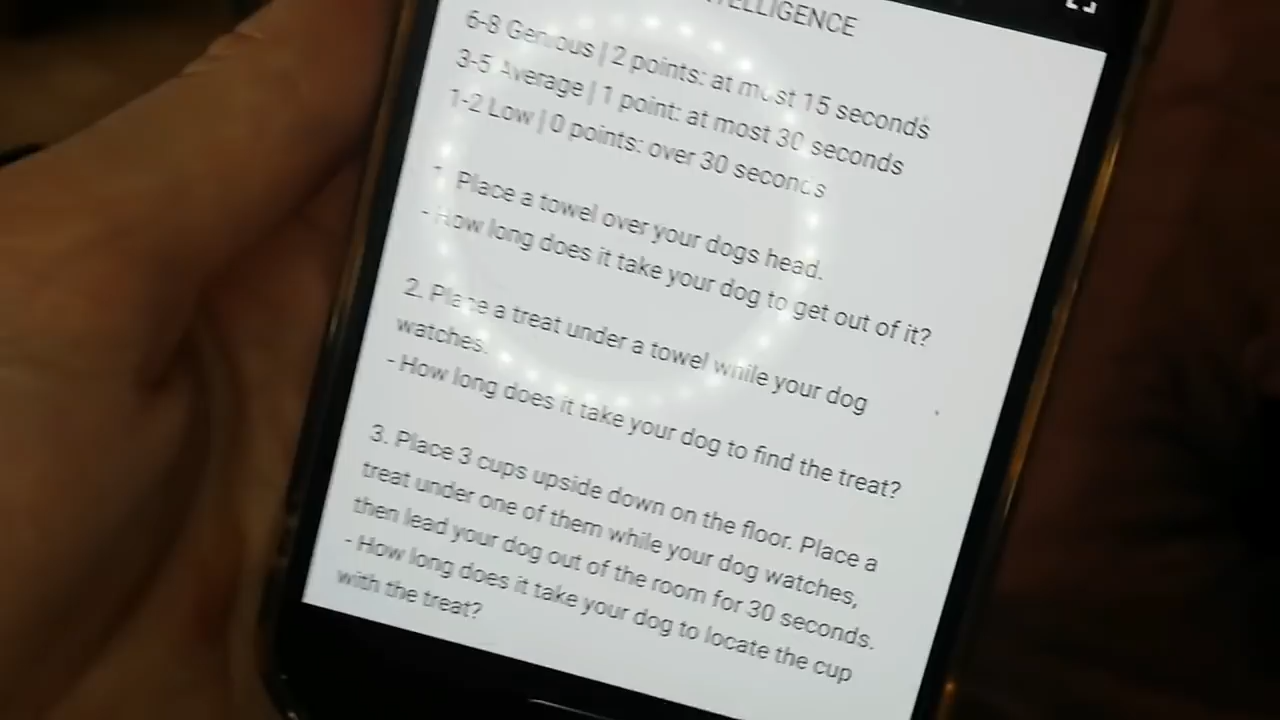 TELLIGENCE
6-8 Genious | 2 points: at most 15 seconds
3-5 Average | 1 point: at most 30 seconds
1-2 Low | 0 points: over 30 seconds
1. Place a towel over your dogs head.
- How long does it take your dog to get out of it?
2. Place a treat under a towel while your dog
watches.
- How long does it take your dog to find the treat?
3. Place 3 cups upside down on the floor. Place a
treat under one of them while your dog watches,
then lead your dog out of the room for 30 seconds.
- How long does it take your dog to locate the cup
with the treat?